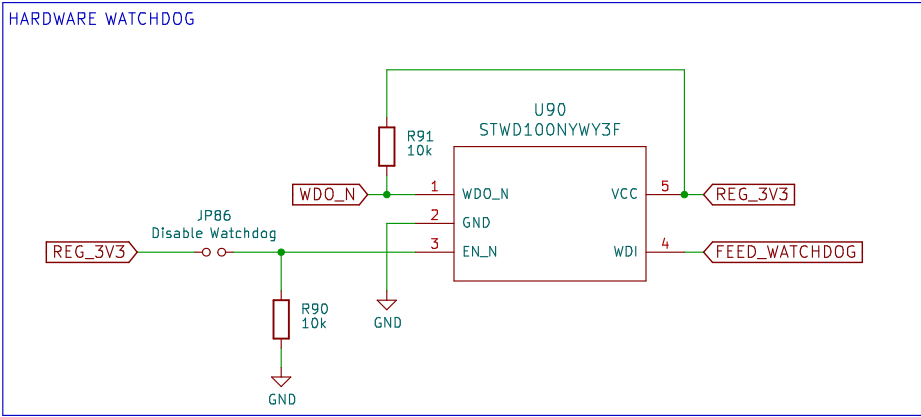 HARDWARE WATCHDOG
U90
STWD100NYWY3F
R91
10k
WDO_N
1
WDO_N
VCC
5
REG_3V3
2
GND
JP86
Disable Watchdog
REG_3V3
3
EN_N
WDI
4
FEED_WATCHDOG
R90
10k
GND
GND